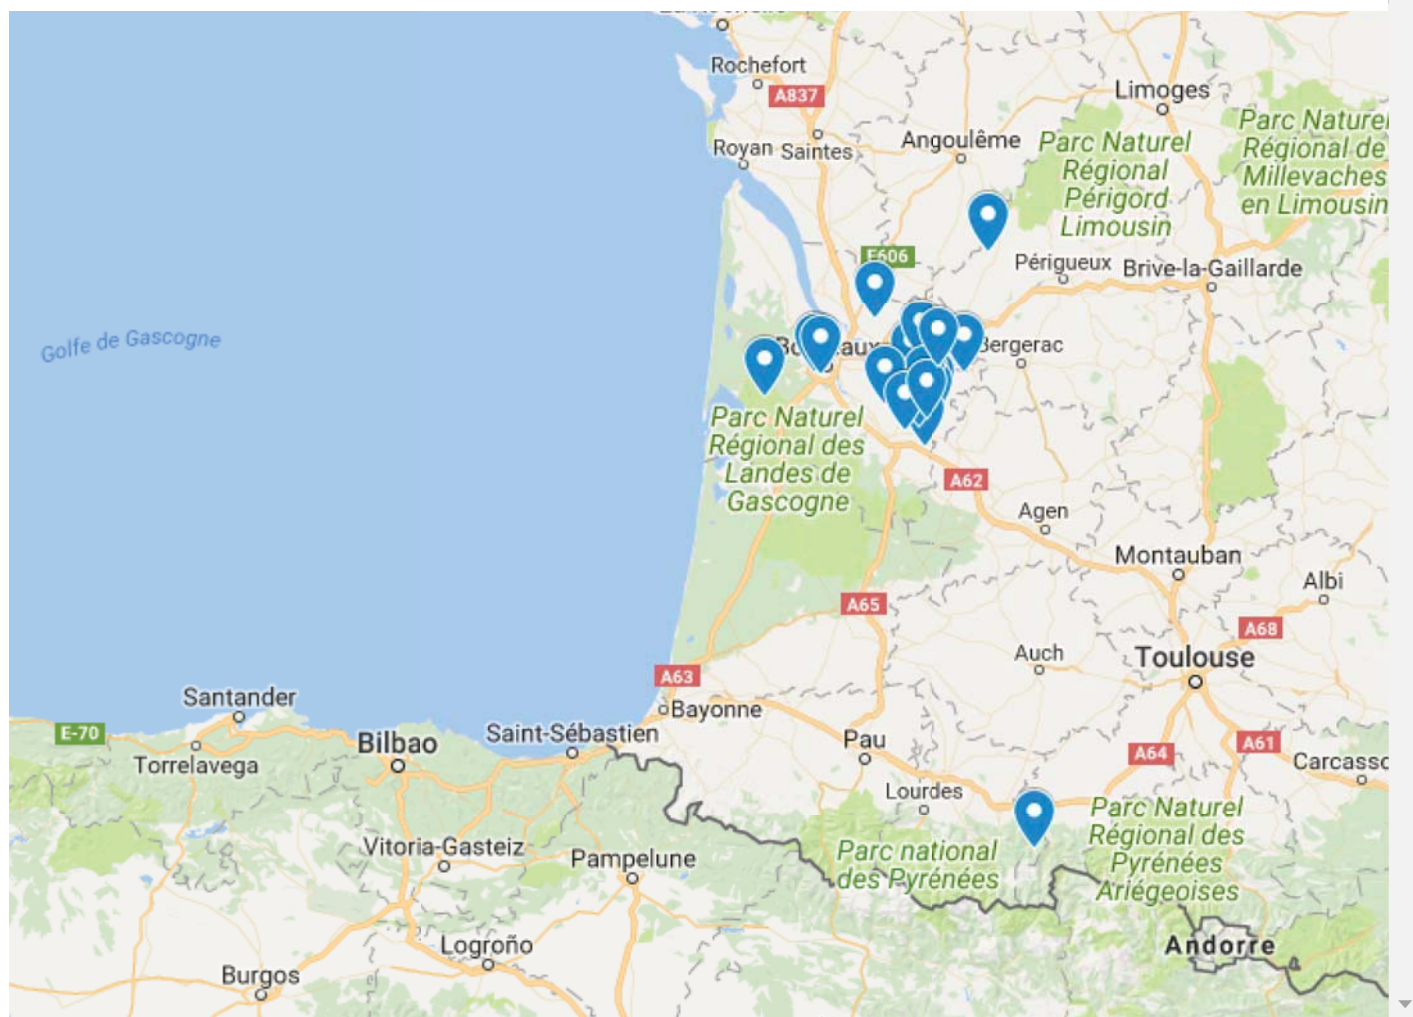 La Rochelle
Rochefort
A837
Limoges
Royan
Saintes
Angoulême
Parc Naturel
Régional
Périgord
Limousin
Parc Naturel
Régional de
Millevaches
en Limousin
E606
Périgueux
Brive-la-Gaillarde
Golfe de Gascogne
Bordeaux
Bergerac
Parc Naturel
Régional des
Landes de
Gascogne
A62
Agen
Montauban
Albi
A65
A68
Auch
Toulouse
A63
Santander
Bayonne
E-70
Bilbao
Saint-Sébastien
Pau
A64
A61
Torrelavega
Carcasso
Lourdes
Parc Naturel
Régional des
Pyrénées
Ariégeoises
Vitoria-Gasteiz
Pampelune
Parc national
des Pyrénées
Logroño
Andorre
Burgos